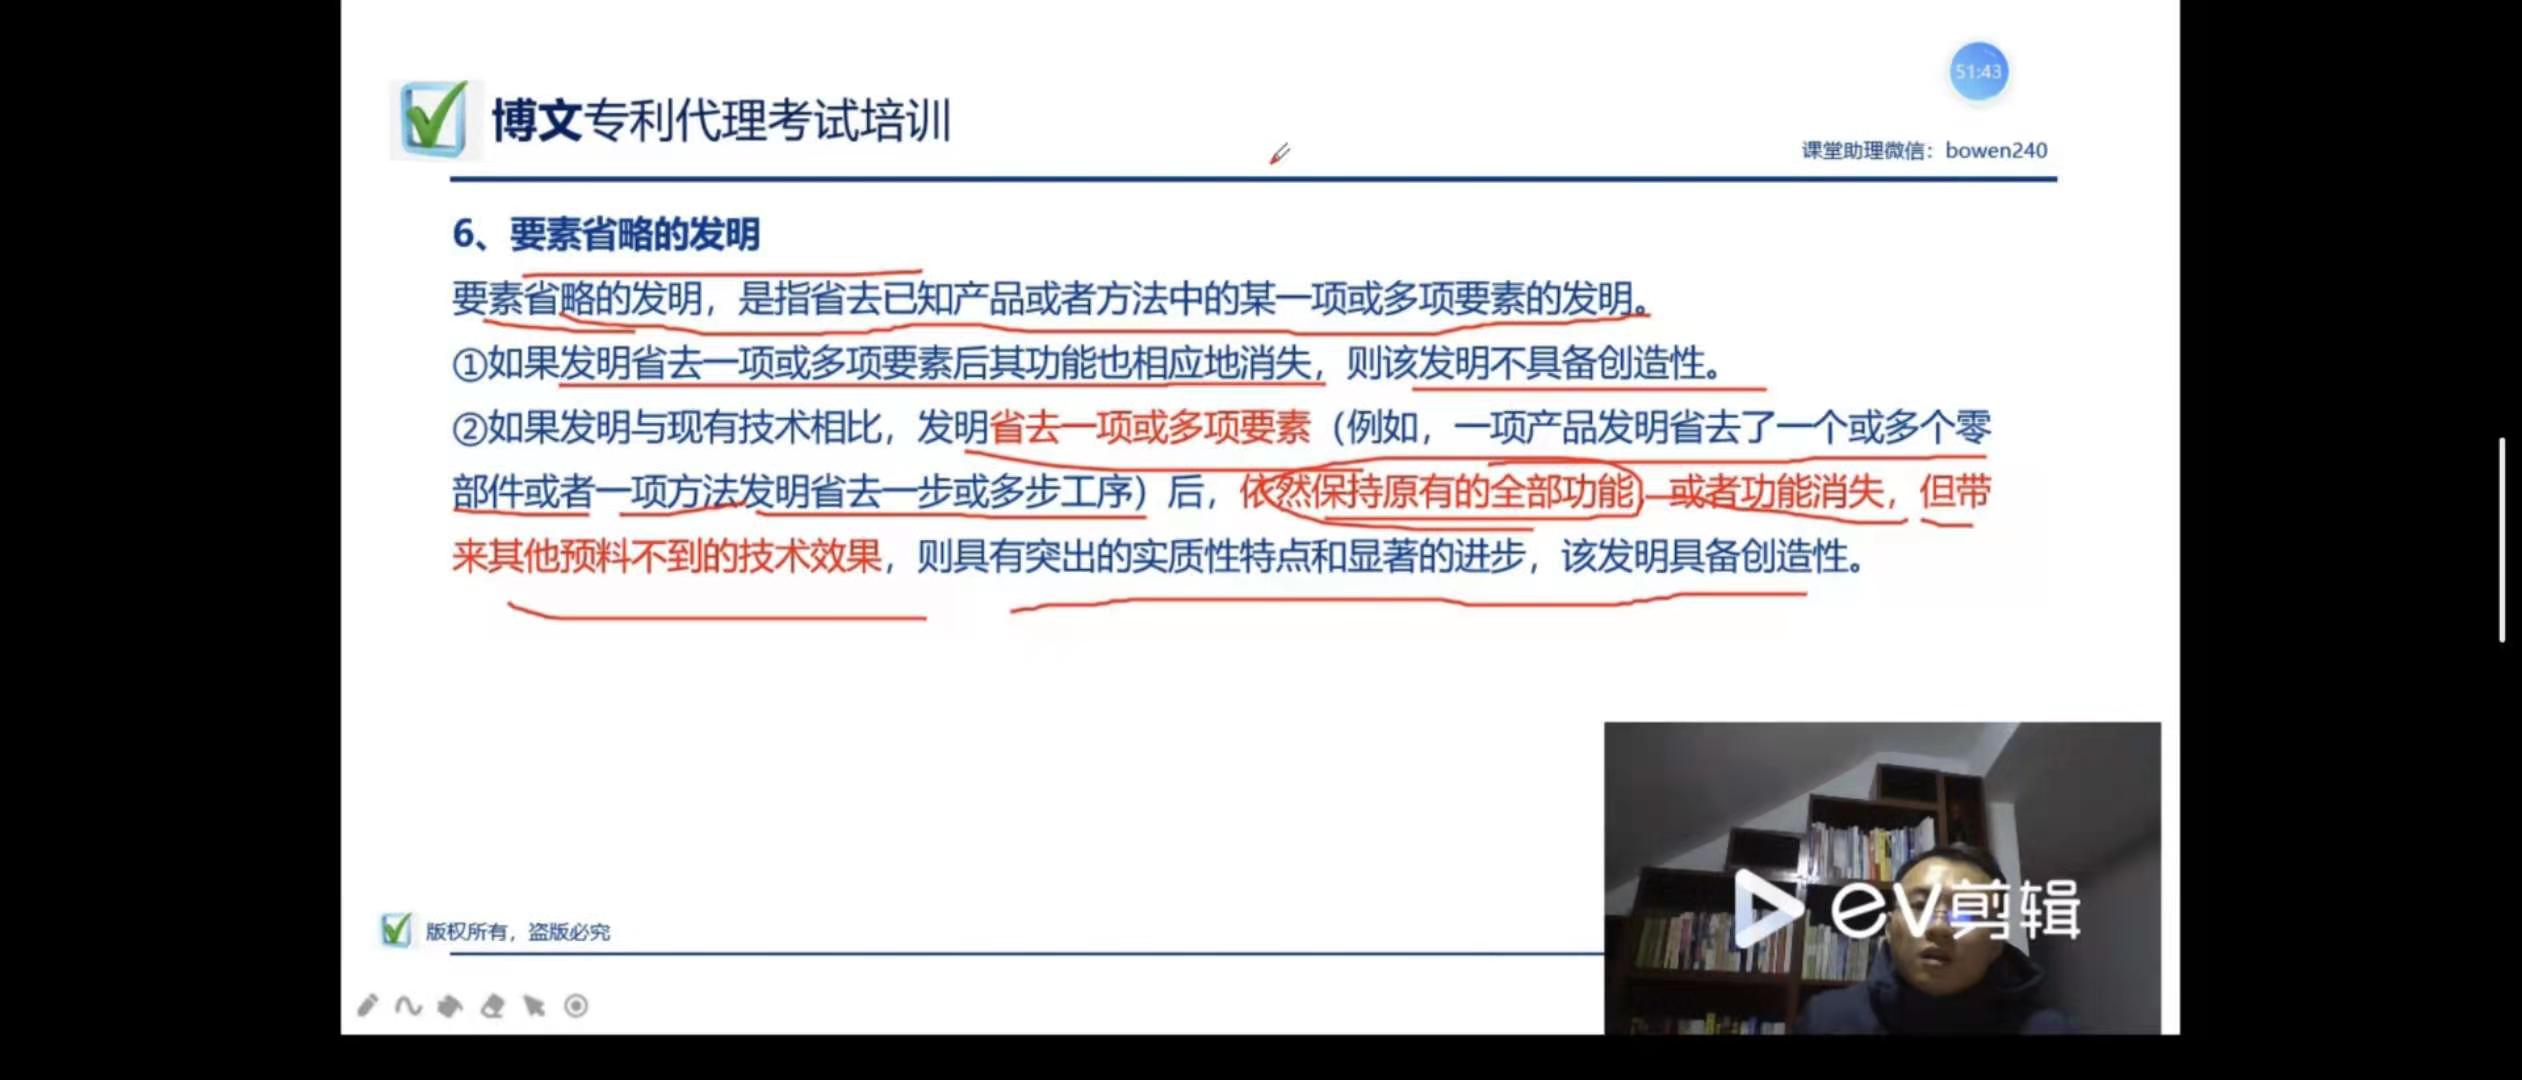 51:43
博文专利代理考试培训
课堂助理微信：bowen240
6、要素省略的发明
要素省略的发明，是指省去已知产品或者方法中的某一项或多项要素的发明。
①如果发明省去一项或多项要素后其功能也相应地消失，则该发明不具备创造性。
②如果发明与现有技术相比，发明省去一项或多项要素（例如，一项产品发明省去了一个或多个零
部件或者一项方法发明省去一步或多步工序）后，依然保持原有的全部功能，或者功能消失，但带
来其他预料不到的技术效果，则具有突出的实质性特点和显著的进步，该发明具备创造性。
ev剪辑
版权所有，盗版必究